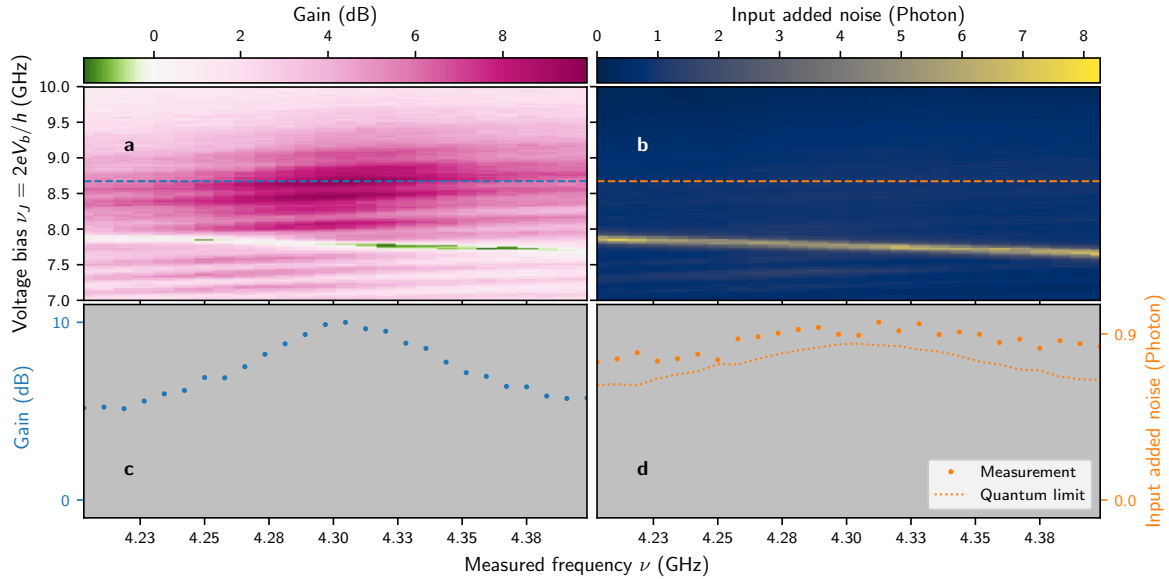 Gain (dB)
Input added noise (Photon)
0 2 4 6 8
0 1 2 3 4 5 6 7 8
Voltage bias ν_J = 2eV_b/h (GHz)
10.0
9.5
9.0
8.5
8.0
7.5
7.0
a
b
Gain (dB)
10
0
c
d
0.9
0.0
Input added noise (Photon)
Measurement
Quantum limit
4.23 4.25 4.28 4.30 4.33 4.35 4.38
4.23 4.25 4.28 4.30 4.33 4.35 4.38
Measured frequency ν (GHz)